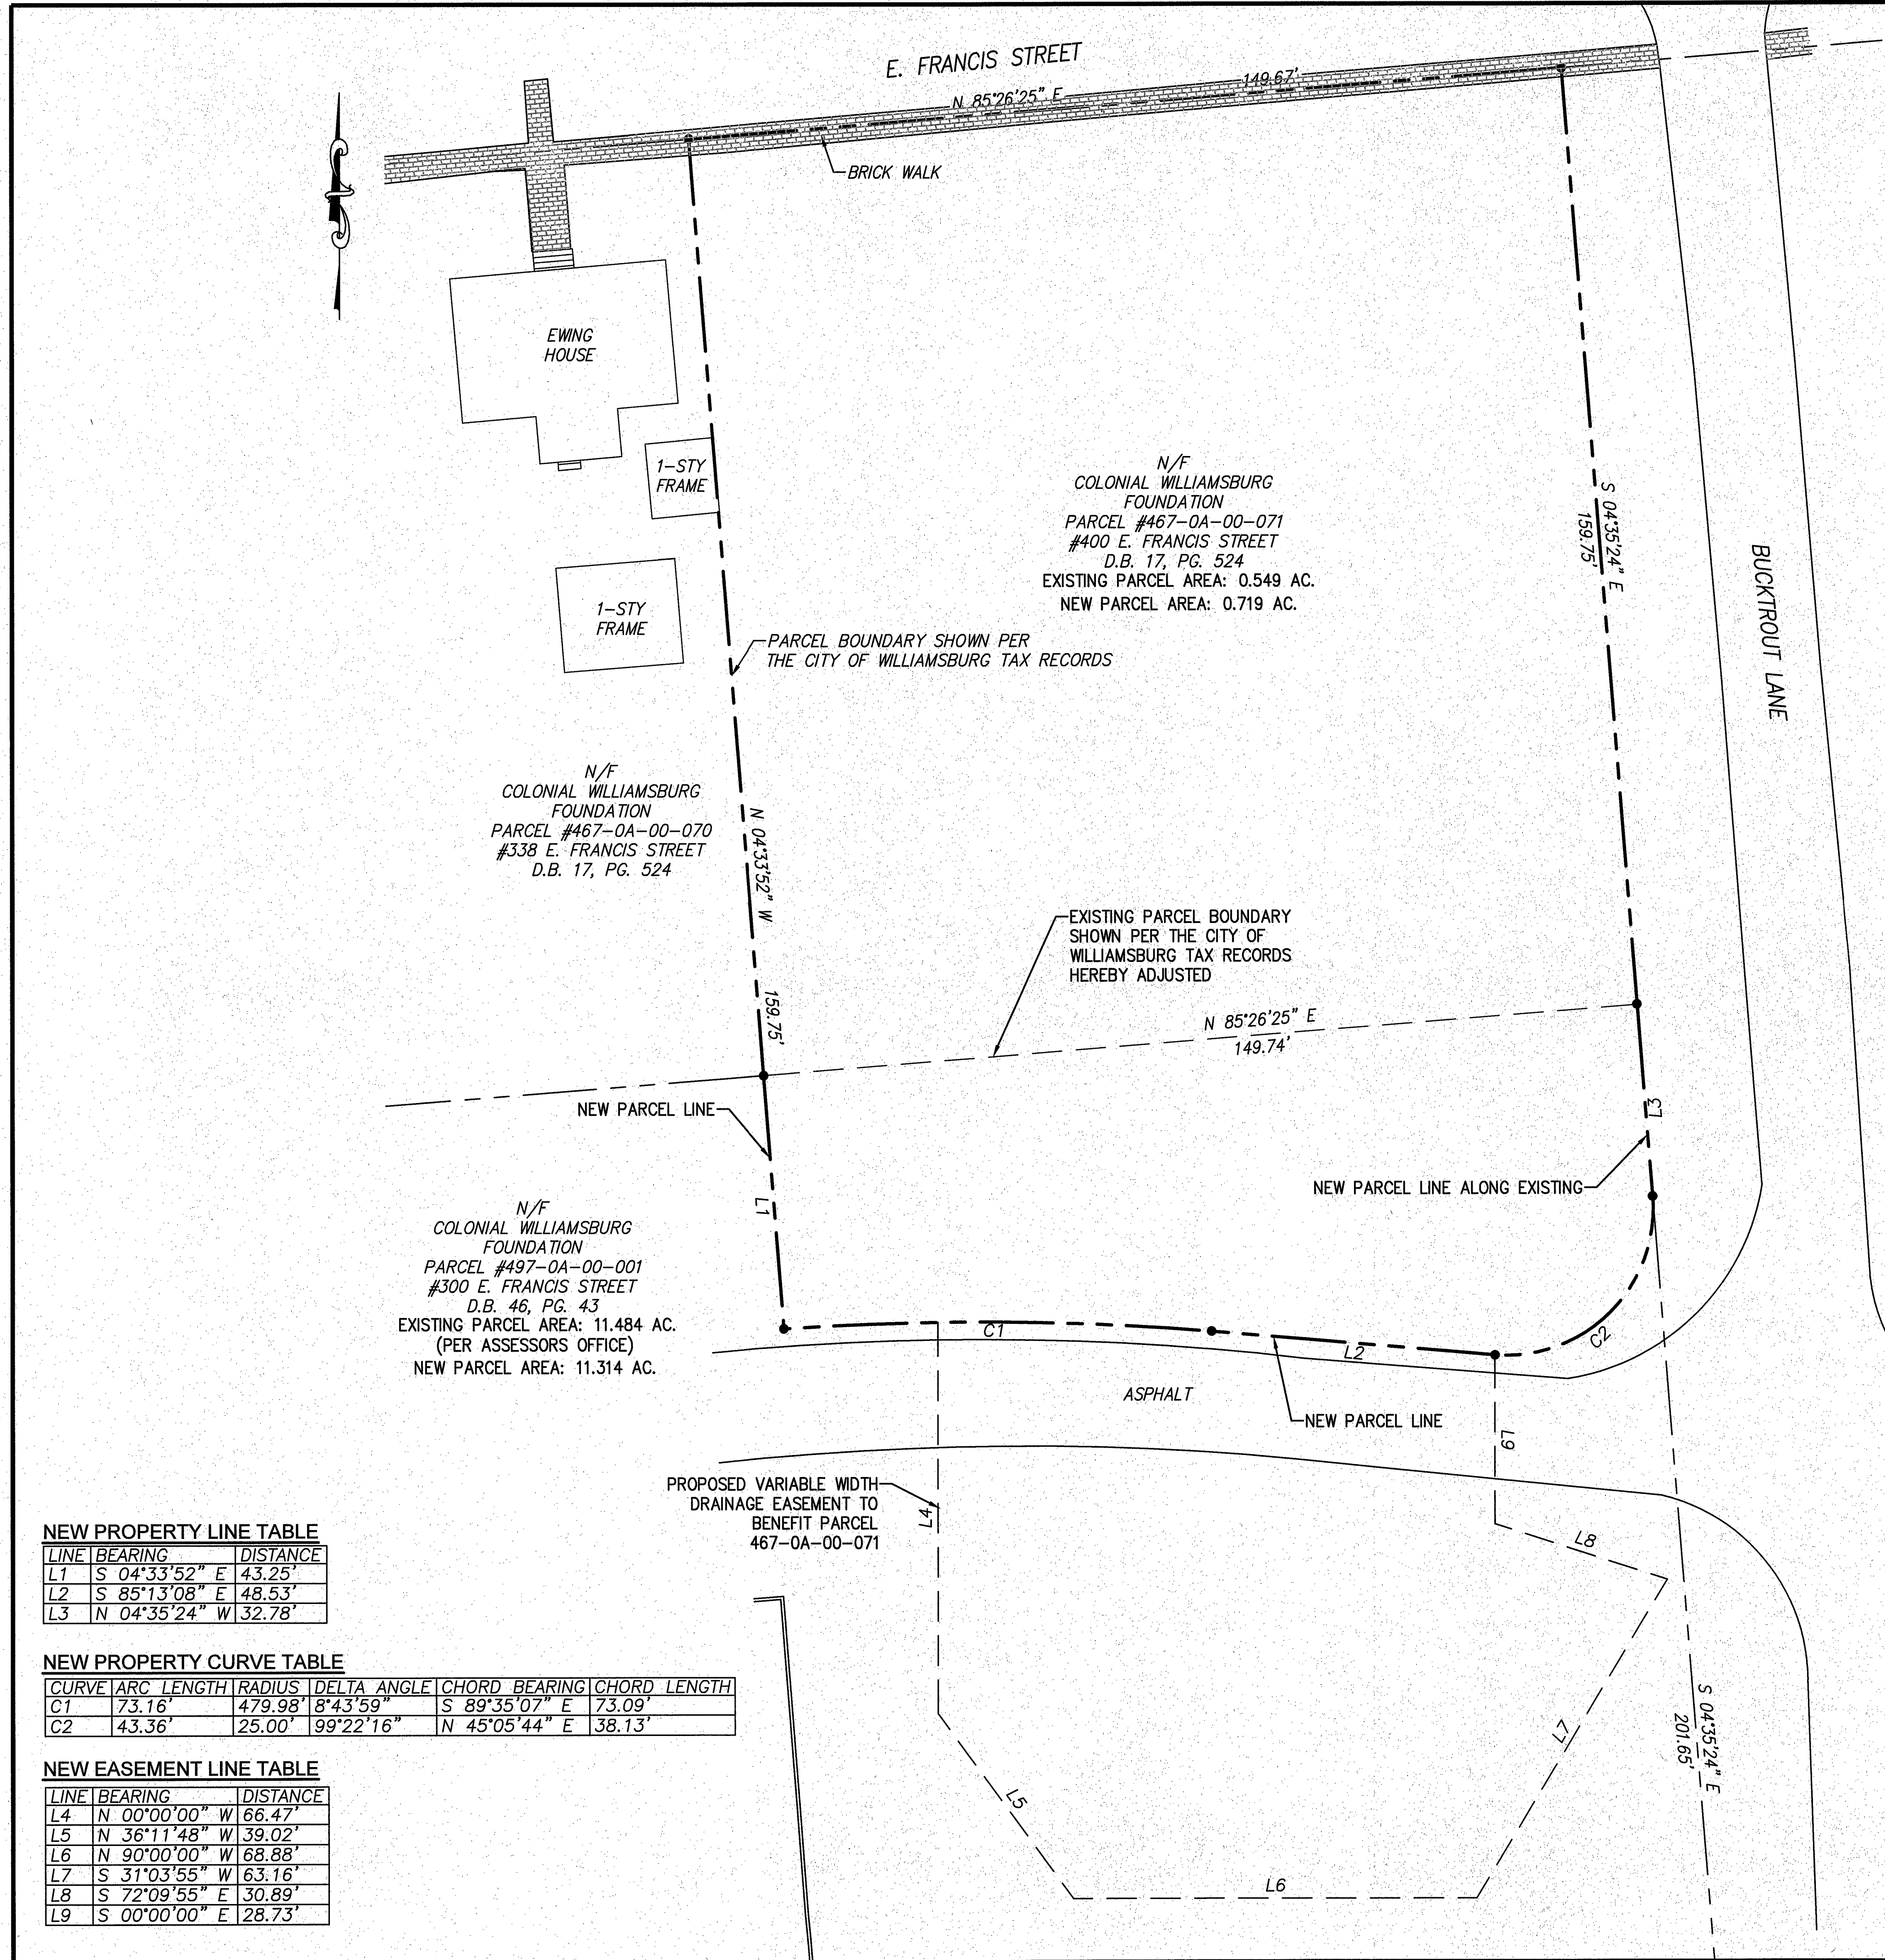 E. FRANCIS STREET
N 85°26'25" E
149.67'
BRICK WALK
EWING
HOUSE
1-STY
FRAME
1-STY
FRAME
N/F
COLONIAL WILLIAMSBURG
FOUNDATION
PARCEL #467-0A-00-071
#400 E. FRANCIS STREET
D.B. 17, PG. 524
EXISTING PARCEL AREA: 0.549 AC.
NEW PARCEL AREA: 0.719 AC.
S 04°35'24" E
159.75'
BUCKTROUT LANE
PARCEL BOUNDARY SHOWN PER
THE CITY OF WILLIAMSBURG TAX RECORDS
N/F
COLONIAL WILLIAMSBURG
FOUNDATION
PARCEL #467-0A-00-070
#338 E. FRANCIS STREET
D.B. 17, PG. 524
N 04°33'52" W
159.75'
EXISTING PARCEL BOUNDARY
SHOWN PER THE CITY OF
WILLIAMSBURG TAX RECORDS
HEREBY ADJUSTED
N 85°26'25" E
149.74'
NEW PARCEL LINE
L3
NEW PARCEL LINE ALONG EXISTING
L1
N/F
COLONIAL WILLIAMSBURG
FOUNDATION
PARCEL #497-0A-00-001
#300 E. FRANCIS STREET
D.B. 46, PG. 43
EXISTING PARCEL AREA: 11.484 AC.
(PER ASSESSORS OFFICE)
NEW PARCEL AREA: 11.314 AC.
C1
L2
C2
ASPHALT
NEW PARCEL LINE
L9
PROPOSED VARIABLE WIDTH
DRAINAGE EASEMENT TO
BENEFIT PARCEL
467-0A-00-071
L4
L8
L7
L5
L6
S 04°35'24" E
201.65'
NEW PROPERTY LINE TABLE
LINE BEARING DISTANCE
L1 S 04°33'52" E 43.25'
L2 S 85°13'08" E 48.53'
L3 N 04°35'24" W 32.78'
NEW PROPERTY CURVE TABLE
CURVE ARC LENGTH RADIUS DELTA ANGLE CHORD BEARING CHORD LENGTH
C1 73.16' 479.98' 8°43'59" S 89°35'07" E 73.09'
C2 43.36' 25.00' 99°22'16" N 45°05'44" E 38.13'
NEW EASEMENT LINE TABLE
LINE BEARING DISTANCE
L4 N 00°00'00" W 66.47'
L5 N 36°11'48" W 39.02'
L6 N 90°00'00" W 68.88'
L7 S 31°03'55" W 63.16'
L8 S 72°09'55" E 30.89'
L9 S 00°00'00" E 28.73'